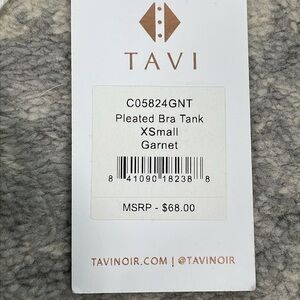 TAVI
C05824GNT
Pleated Bra Tank
XSmall
Garnet
8 41090 18238 8
MSRP - $68.00
TAVINOIR.COM | @TAVINOIR